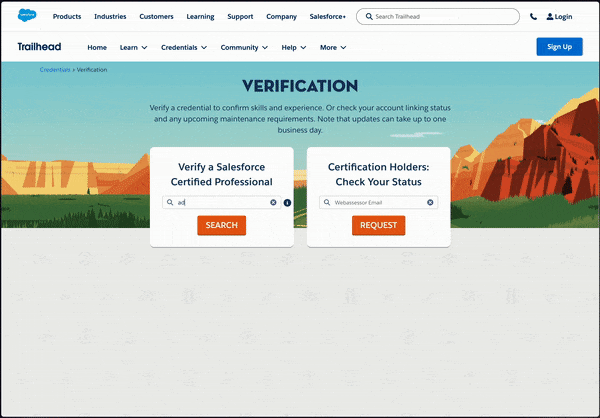 salesforce Products Industries Customers Learning Support Company Salesforce+ Search Trailhead Login
Trailhead Home Learn Credentials Community Help More Sign Up
Credentials > Verification
VERIFICATION
Verify a credential to confirm skills and experience. Or check your account linking status
and any upcoming maintenance requirements. Note that updates can take up to one
business day.
Verify a Salesforce
Certified Professional
ad
SEARCH
Certification Holders:
Check Your Status
Webassessor Email
REQUEST